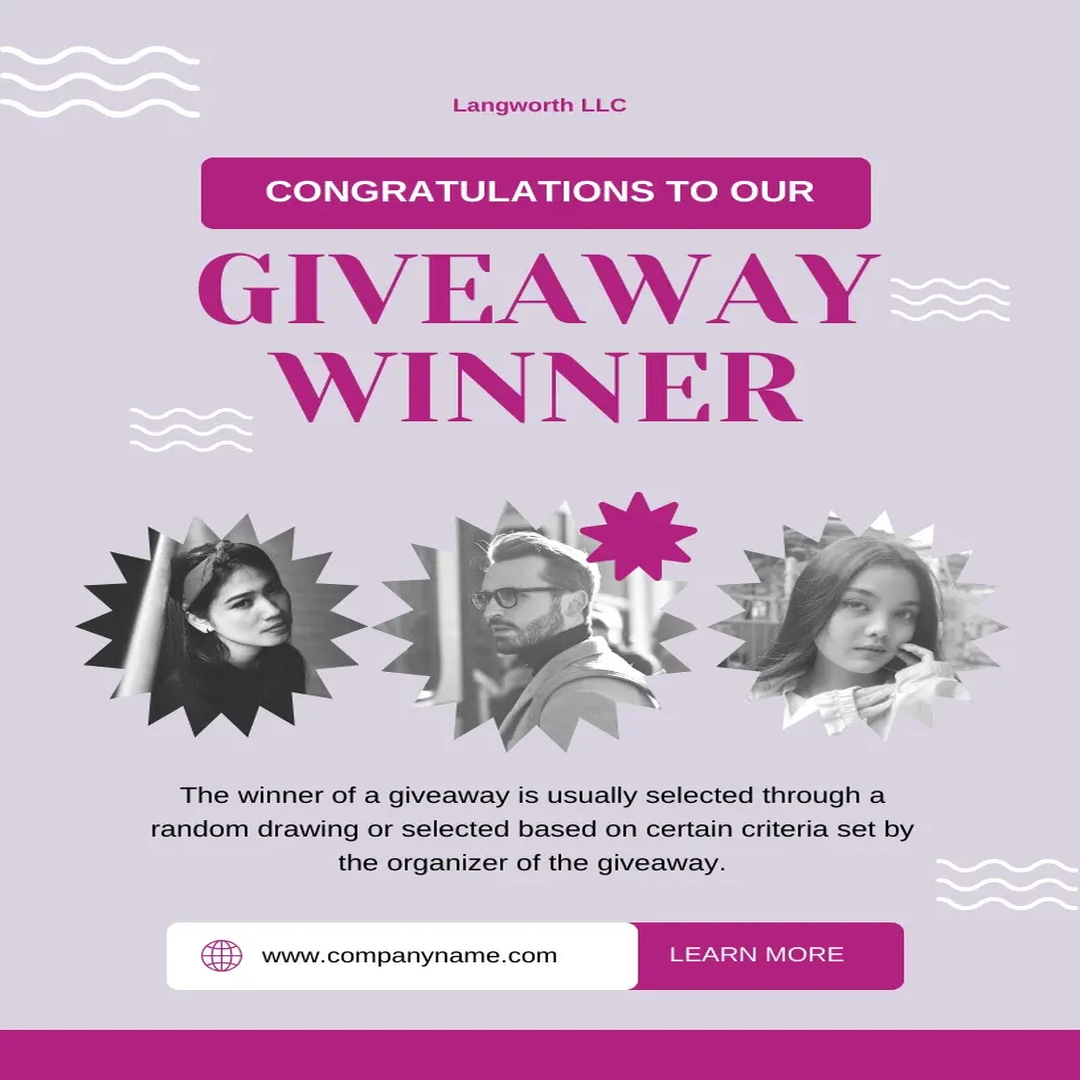 Langworth LLC
CONGRATULATIONS TO OUR
GIVEAWAY
WINNER
The winner of a giveaway is usually selected through a
random drawing or selected based on certain criteria set by
the organizer of the giveaway.
www.companyname.com
LEARN MORE